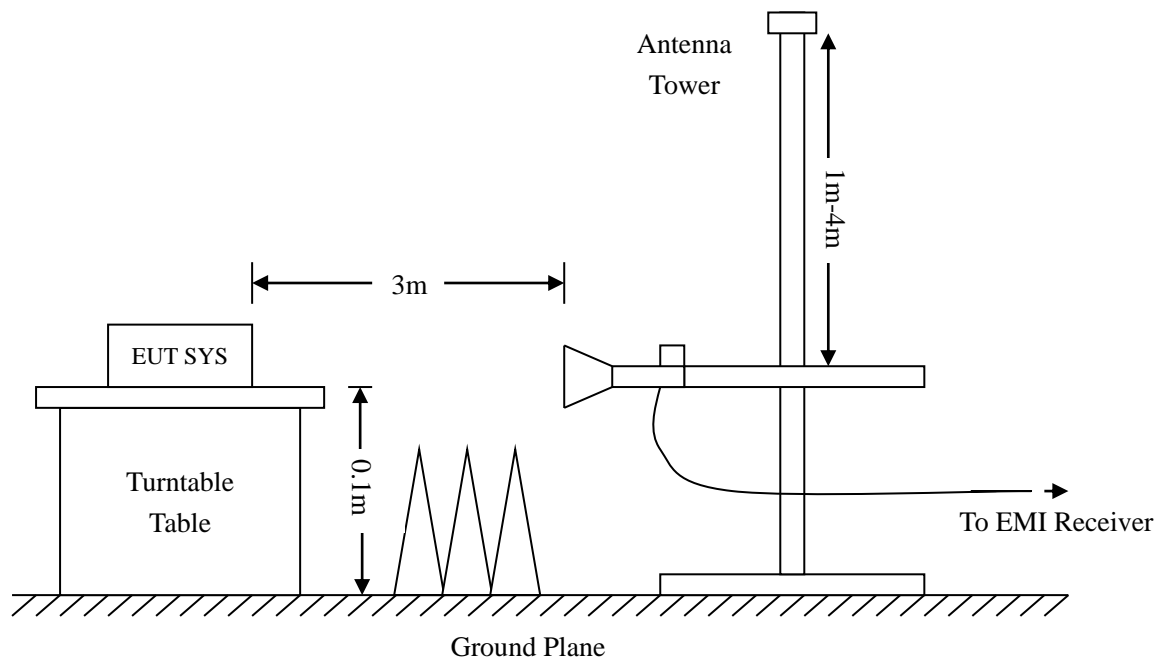 Antenna
Tower
1m-4m
3m
EUT SYS
0.1m
Turntable
Table
To EMI Receiver
Ground Plane